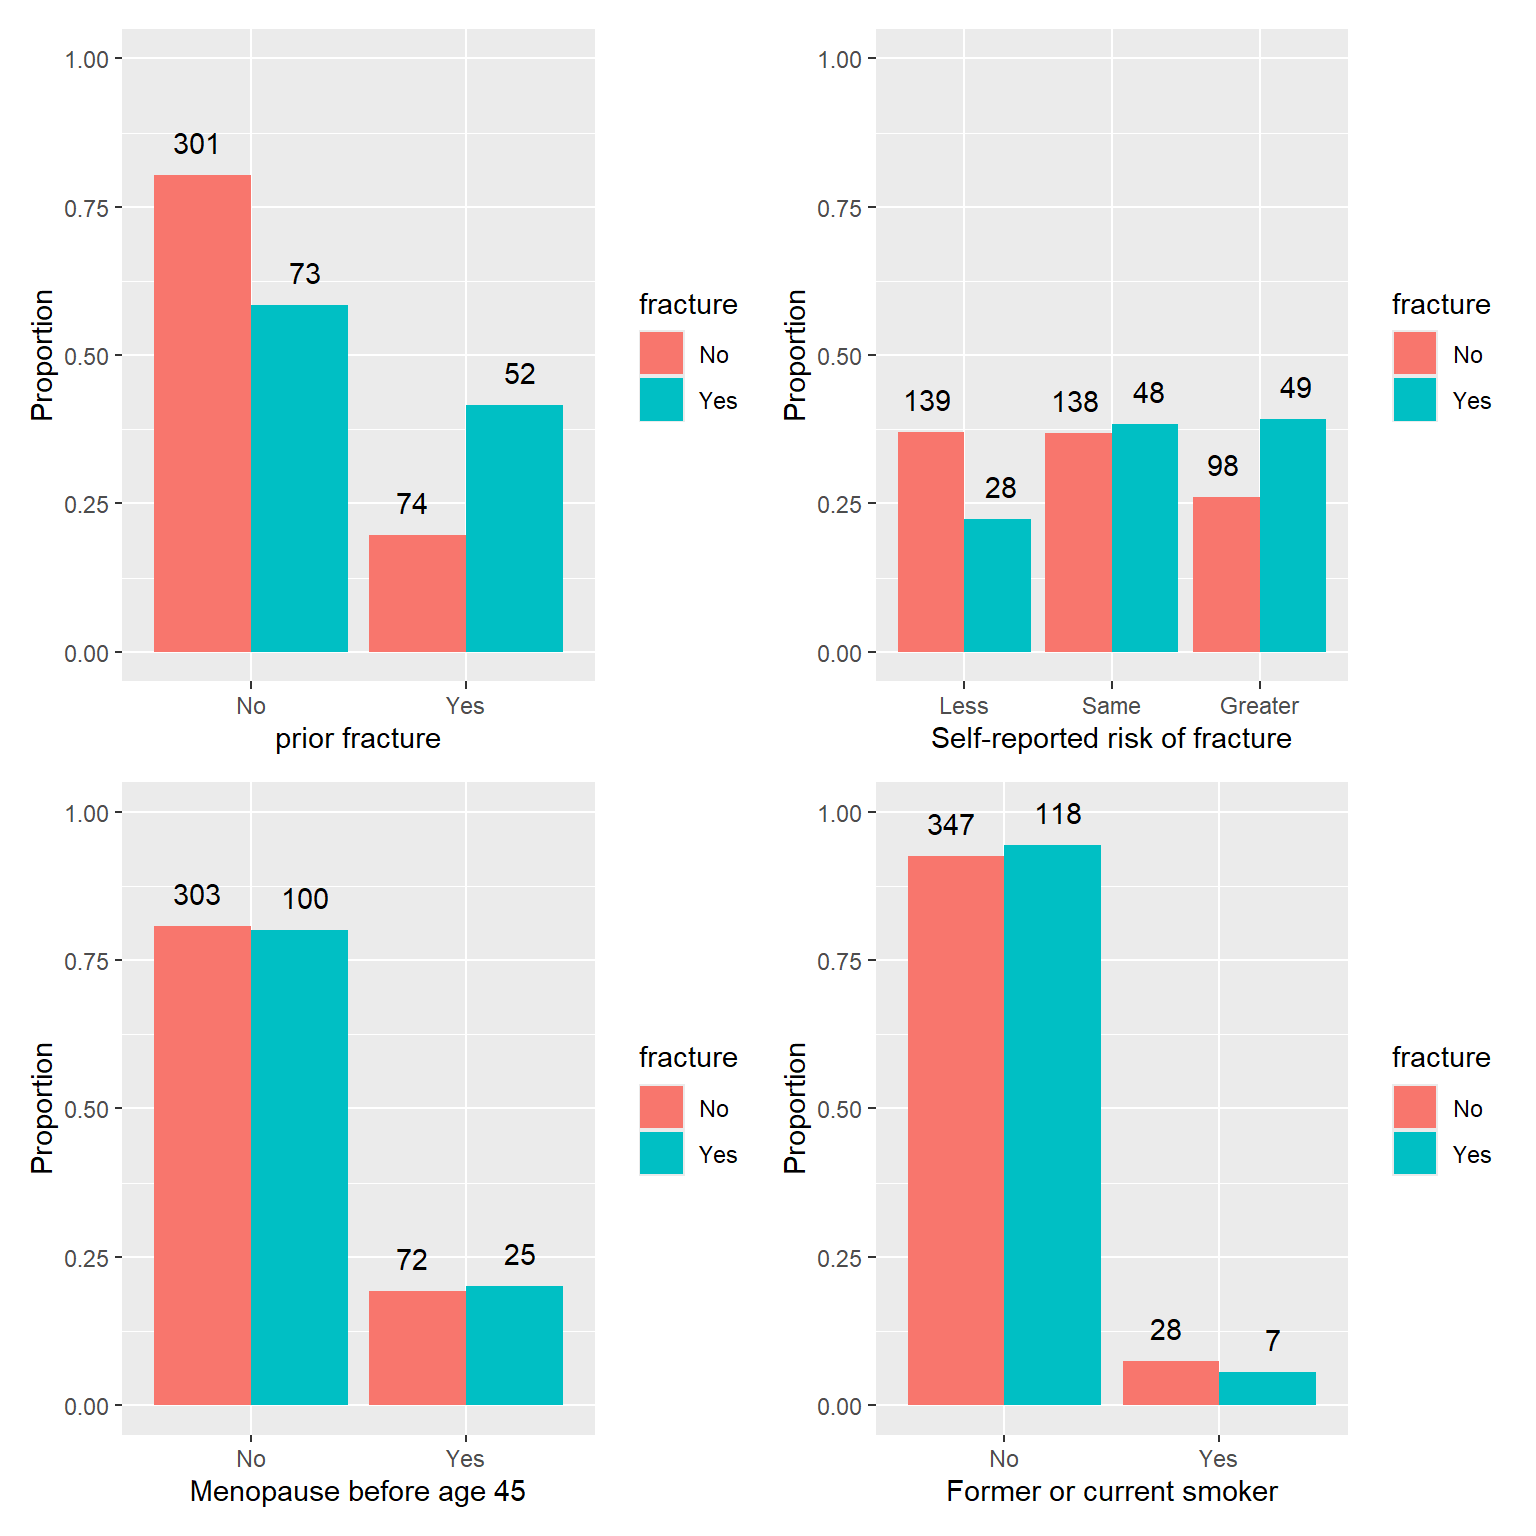 1.00
0.75
0.50
0.25
0.00
Proportion
301
73
74
52
No
Yes
prior fracture
fracture
No
Yes
1.00
0.75
0.50
0.25
0.00
Proportion
139
28
138
48
98
49
Less
Same
Greater
Self-reported risk of fracture
fracture
No
Yes
1.00
0.75
0.50
0.25
0.00
Proportion
303
100
72
25
No
Yes
Menopause before age 45
fracture
No
Yes
1.00
0.75
0.50
0.25
0.00
Proportion
347
118
28
7
No
Yes
Former or current smoker
fracture
No
Yes